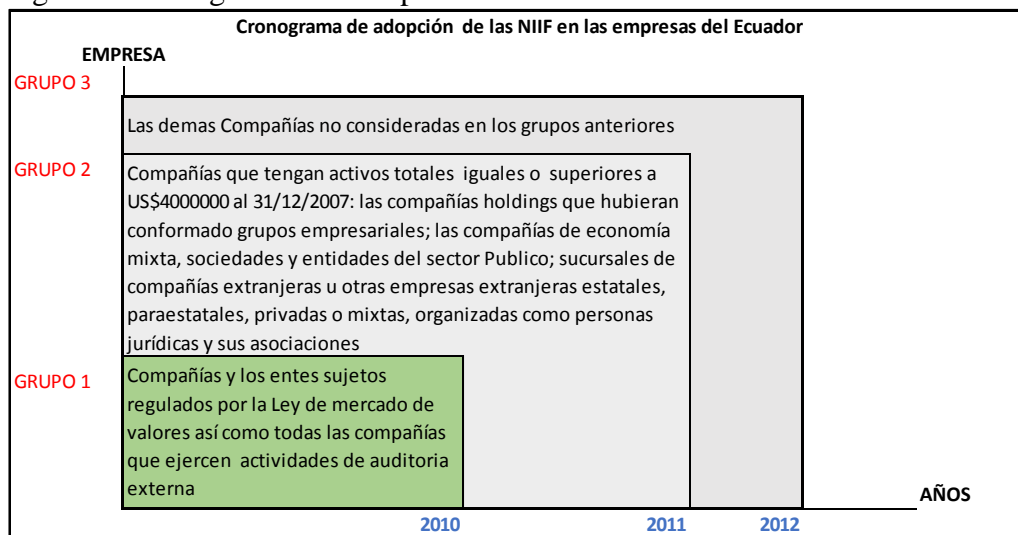 Cronograma de adopción de las NIIF en las empresas del Ecuador
EMPRESA
GRUPO 3
Las demas Compañías no consideradas en los grupos anteriores
GRUPO 2
Compañías que tengan activos totales iguales o superiores a
US$4000000 al 31/12/2007: las compañías holdings que hubieran
conformado grupos empresariales; las compañías de economía
mixta, sociedades y entidades del sector Publico; sucursales de
compañías extranjeras u otras empresas extranjeras estatales,
paraestatales, privadas o mixtas, organizadas como personas
jurídicas y sus asociaciones
GRUPO 1
Compañías y los entes sujetos
regulados por la Ley de mercado de
valores así como todas las compañías
que ejercen actividades de auditoria
externa
AÑOS
2010 2011 2012